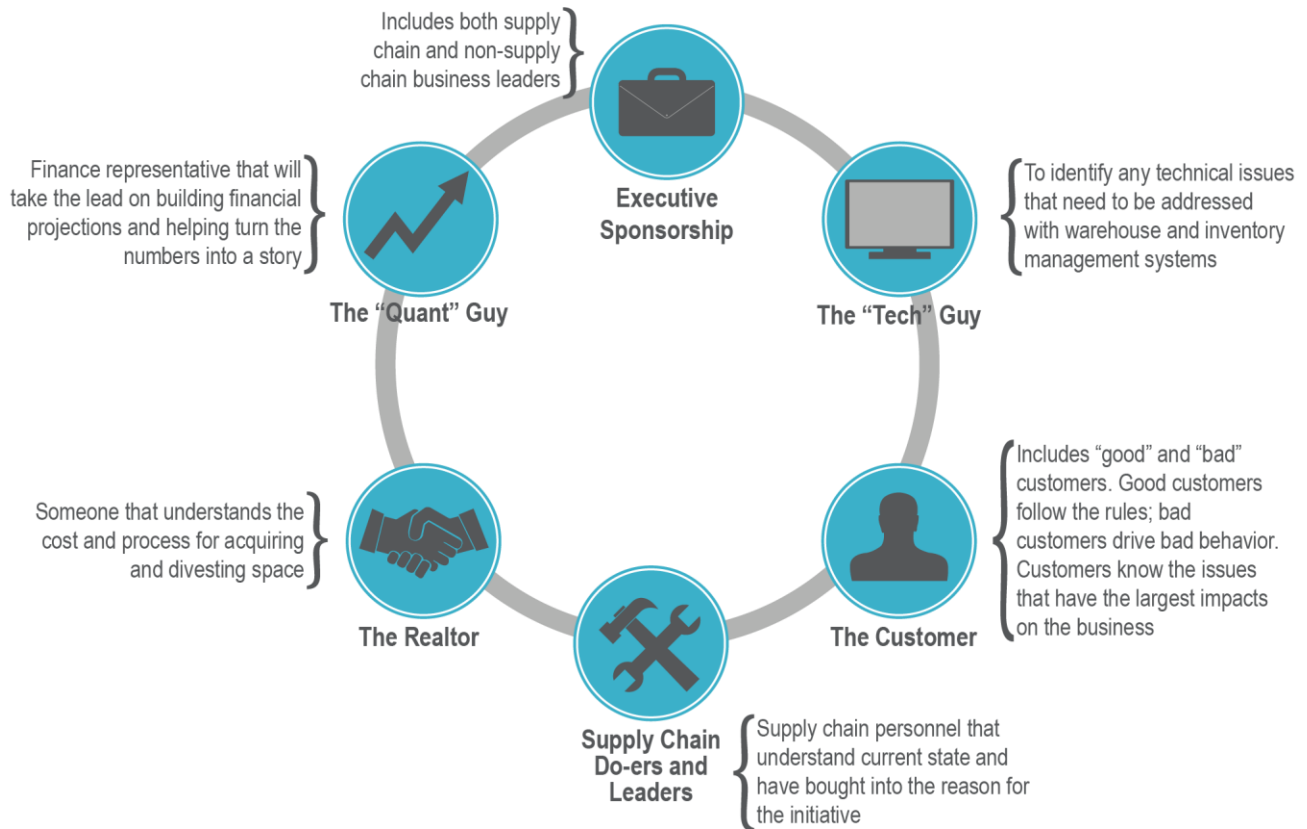 Includes both supply
chain and non-supply
chain business leaders
Executive
Sponsorship
Finance representative that will
take the lead on building financial
projections and helping turn the
numbers into a story
The “Quant” Guy
To identify any technical issues
that need to be addressed
with warehouse and inventory
management systems
The “Tech” Guy
Someone that understands the
cost and process for acquiring
and divesting space
The Realtor
Includes “good” and “bad”
customers. Good customers
follow the rules; bad
customers drive bad behavior.
Customers know the issues
that have the largest impacts
on the business
The Customer
Supply Chain
Do-ers and
Leaders
Supply chain personnel that
understand current state and
have bought into the reason for
the initiative